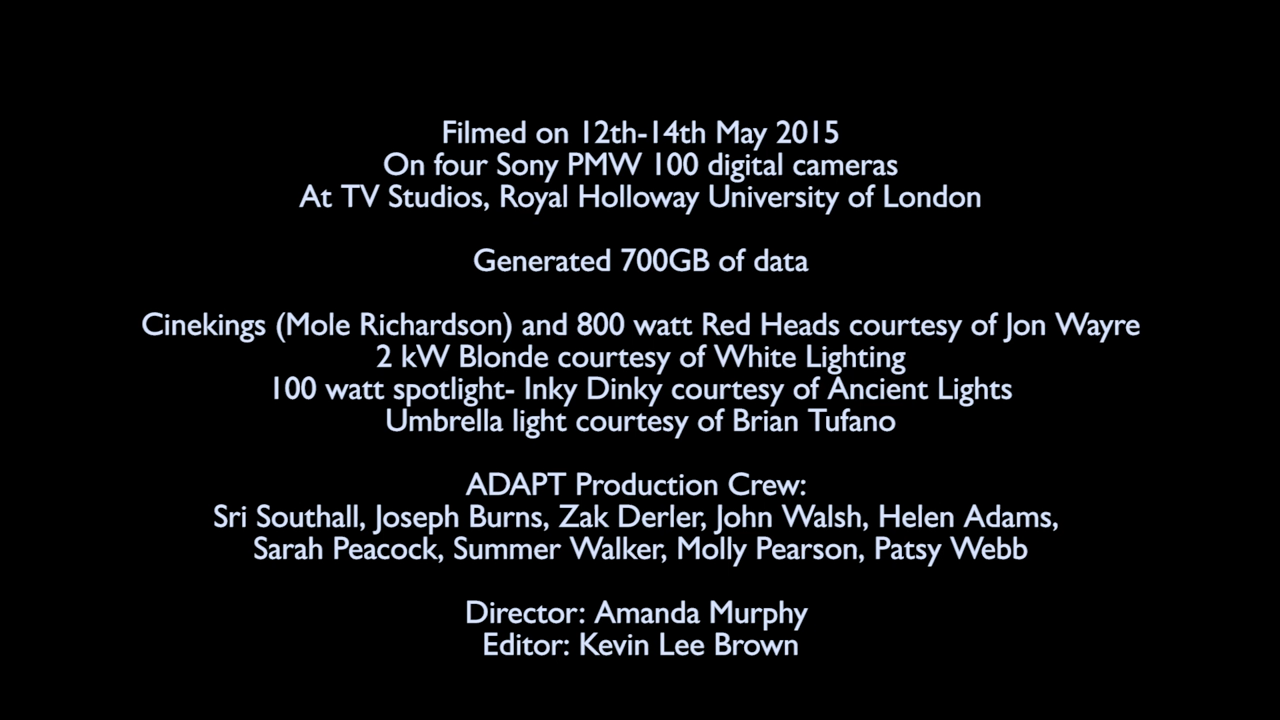 Filmed on 12th-14th May 2015
On four Sony PMW 100 digital cameras
At TV Studios, Royal Holloway University of London
Generated 700GB of data
Cinekings (Mole Richardson) and 800 watt Red Heads courtesy of Jon Wayre
2 kW Blonde courtesy of White Lighting
100 watt spotlight- Inky Dinky courtesy of Ancient Lights
Umbrella light courtesy of Brian Tufano
ADAPT Production Crew:
Sri Southall, Joseph Burns, Zak Derler, John Walsh, Helen Adams,
Sarah Peacock, Summer Walker, Molly Pearson, Patsy Webb
Director: Amanda Murphy
Editor: Kevin Lee Brown